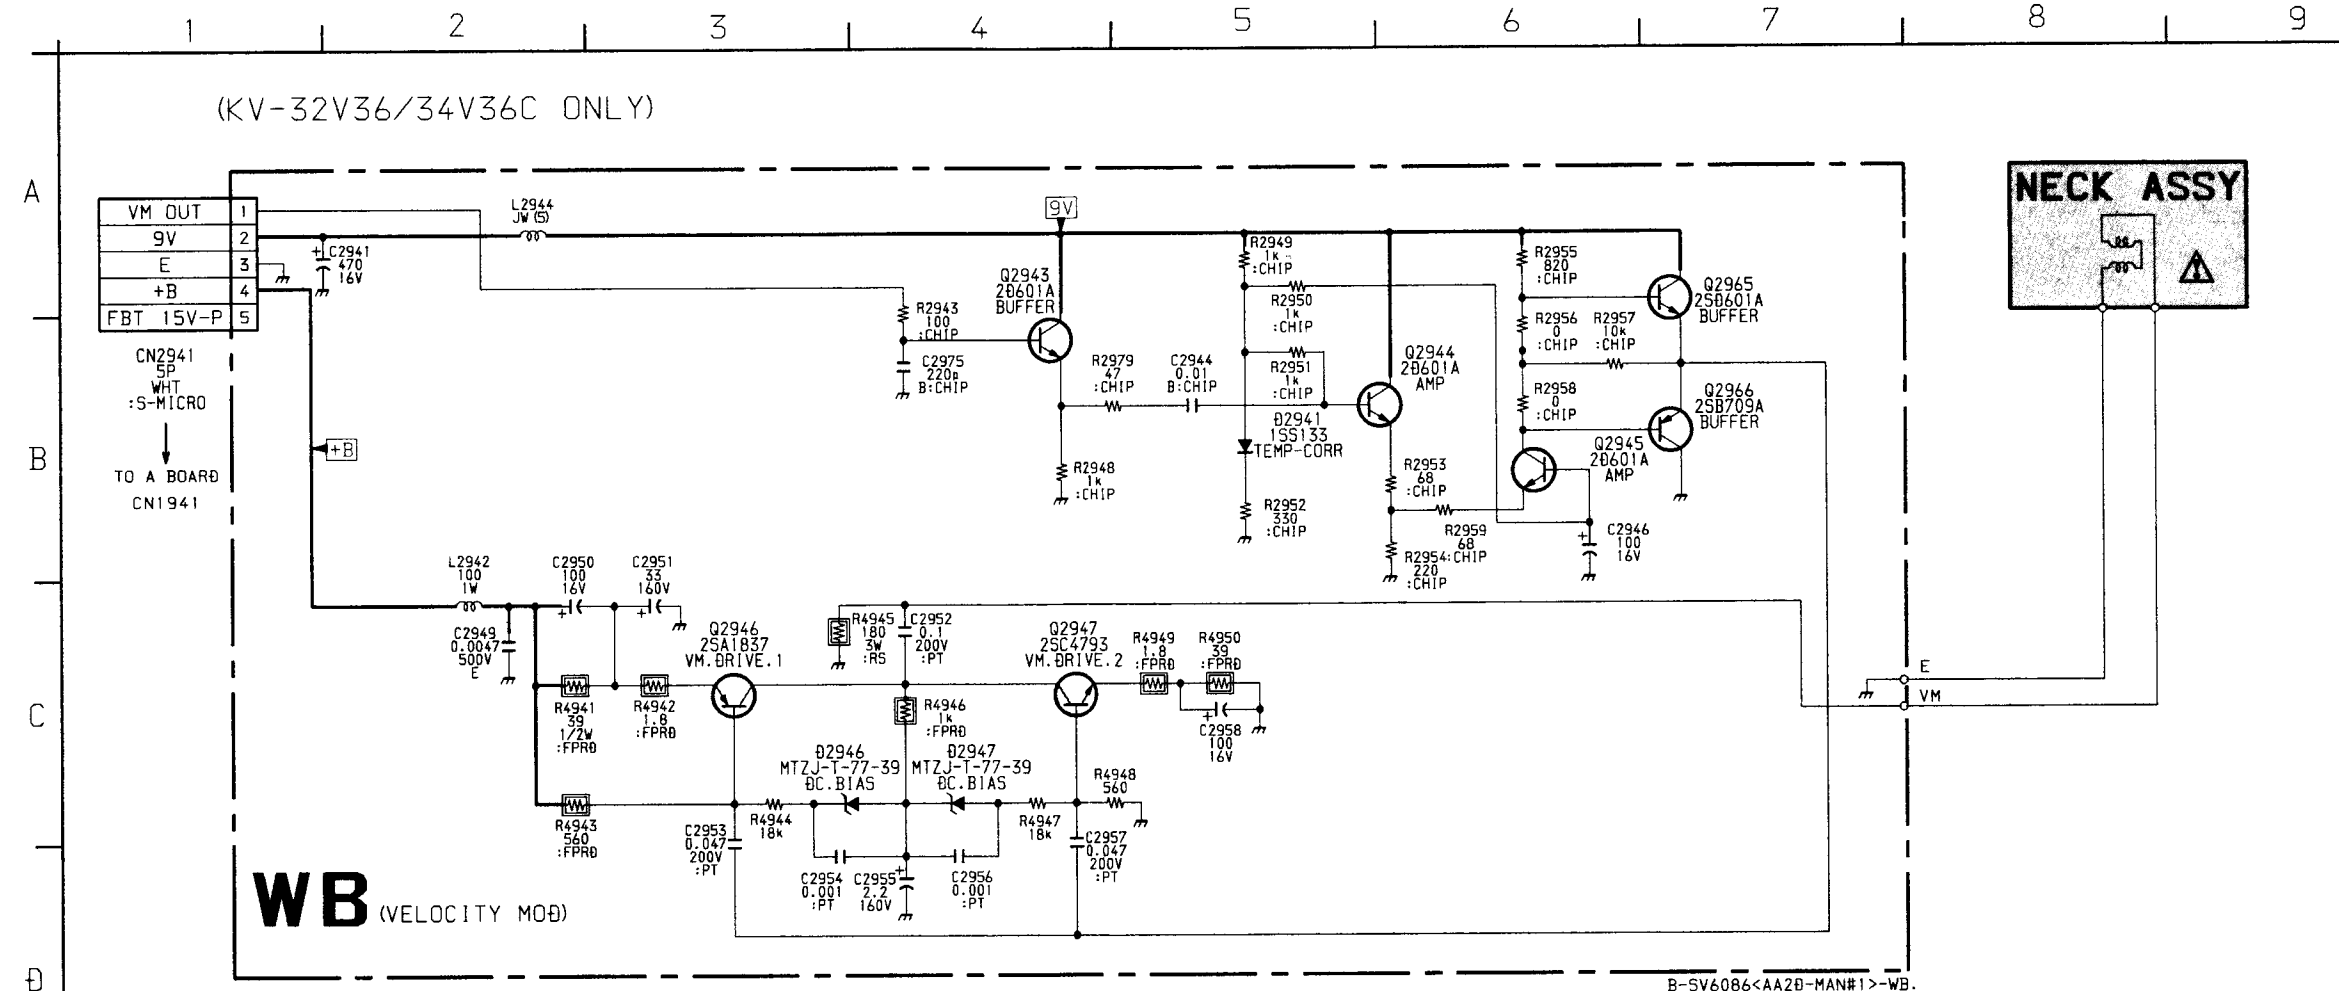 1 2 3 4 5 6 7 8 9
(KV-32V36/34V36C ONLY)
A
B
C
D
VM OUT 1
9V 2
E 3
+B 4
FBT 15V-P 5
CN2941
5P
WHT
:S-MICRO
TO A BOARD
CN1941
C2941
470
16V
L2944
JW(5)
+B
9V
R2943
100
:CHIP
C2975
220p
B:CHIP
Q2943
2D601A
BUFFER
R2979
47
:CHIP
C2944
0.01
B:CHIP
R2948
1k
:CHIP
R2949
1k
:CHIP
R2950
1k
:CHIP
R2951
1k
:CHIP
D2941
1SS133
TEMP-CORR
R2952
330
:CHIP
Q2944
2D601A
AMP
R2953
68
:CHIP
R2954
220
:CHIP
R2959
68
:CHIP
R2955
820
:CHIP
R2956
0
:CHIP
R2957
10k
:CHIP
R2958
0
:CHIP
Q2965
2SD601A
BUFFER
Q2966
2SB709A
BUFFER
Q2945
2D601A
AMP
C2946
100
16V
NECK ASSY
L2942
100
1W
C2950
100
16V
C2951
33
160V
C2949
0.0047
500V
E
R4941
39
1/2W
:FPRD
R4942
1.8
:FPRD
R4943
560
:FPRD
Q2946
2SA1837
VM.DRIVE.1
R4945
180
3W
:RS
C2952
0.1
200V
:PT
Q2947
2SC4793
VM.DRIVE.2
R4949
1.8
:FPRD
R4950
39
:FPRD
R4946
1k
:FPRD
C2958
100
16V
D2946
MTZJ-T-77-39
DC.BIAS
D2947
MTZJ-T-77-39
DC.BIAS
R4948
560
R4944
18k
R4947
18k
C2953
0.047
200V
:PT
C2954
0.001
:PT
C2955
2.2
160V
C2956
0.001
:PT
C2957
0.047
200V
:PT
E
VM
WB (VELOCITY MOD)
B-SV6086<AA2D-MAN#1>-WB.